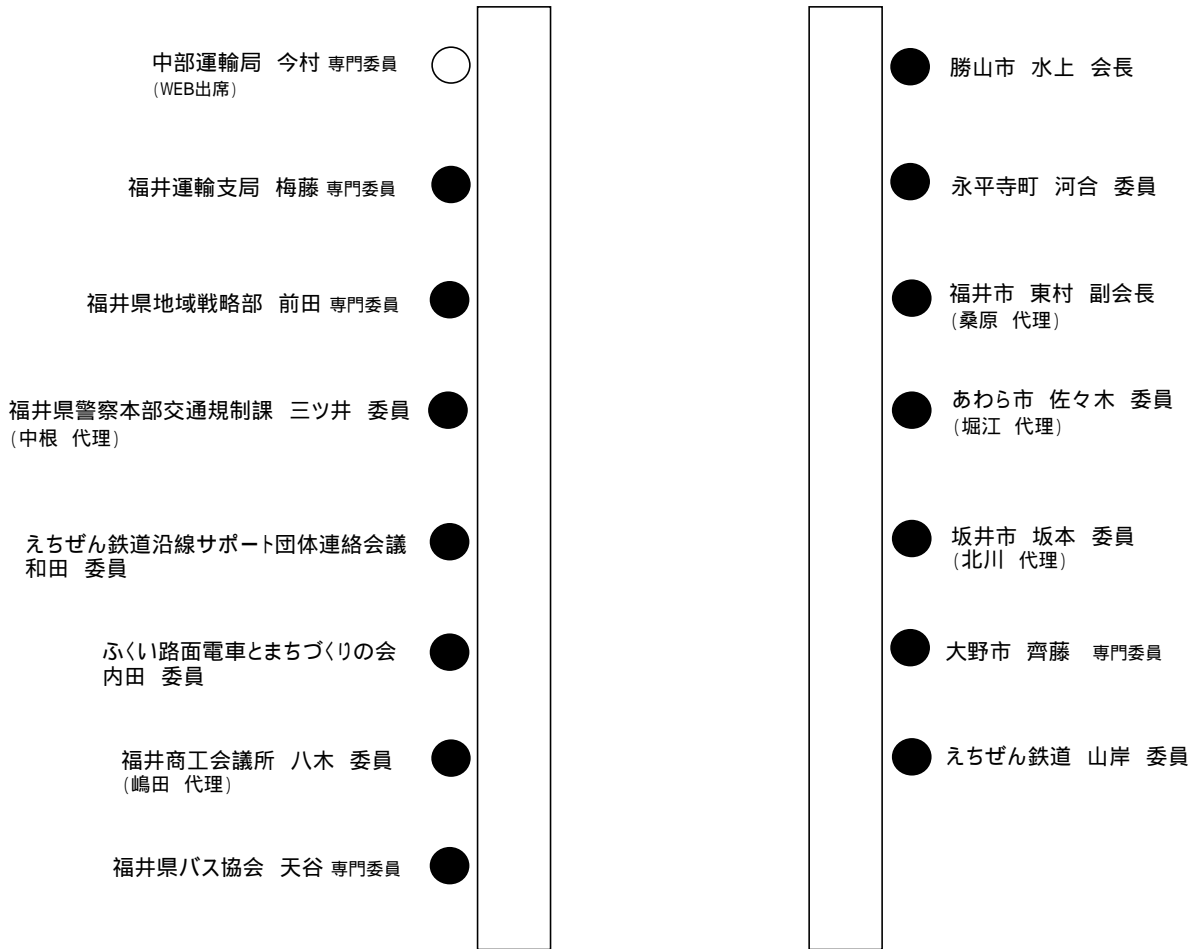 中部運輸局 今村 専門委員
(WEB出席)
福井運輸支局 梅藤 専門委員
福井県地域戦略部 前田 専門委員
福井県警察本部交通規制課 三ツ井 委員
(中根 代理)
えちぜん鉄道沿線サポート団体連絡会議
和田 委員
ふくい路面電車とまちづくりの会
内田 委員
福井商工会議所 八木 委員
(嶋田 代理)
福井県バス協会 天谷 専門委員
勝山市 水上 会長
永平寺町 河合 委員
福井市 東村 副会長
(桑原 代理)
あわら市 佐々木 委員
(堀江 代理)
坂井市 坂本 委員
(北川 代理)
大野市 齊藤 専門委員
えちぜん鉄道 山岸 委員